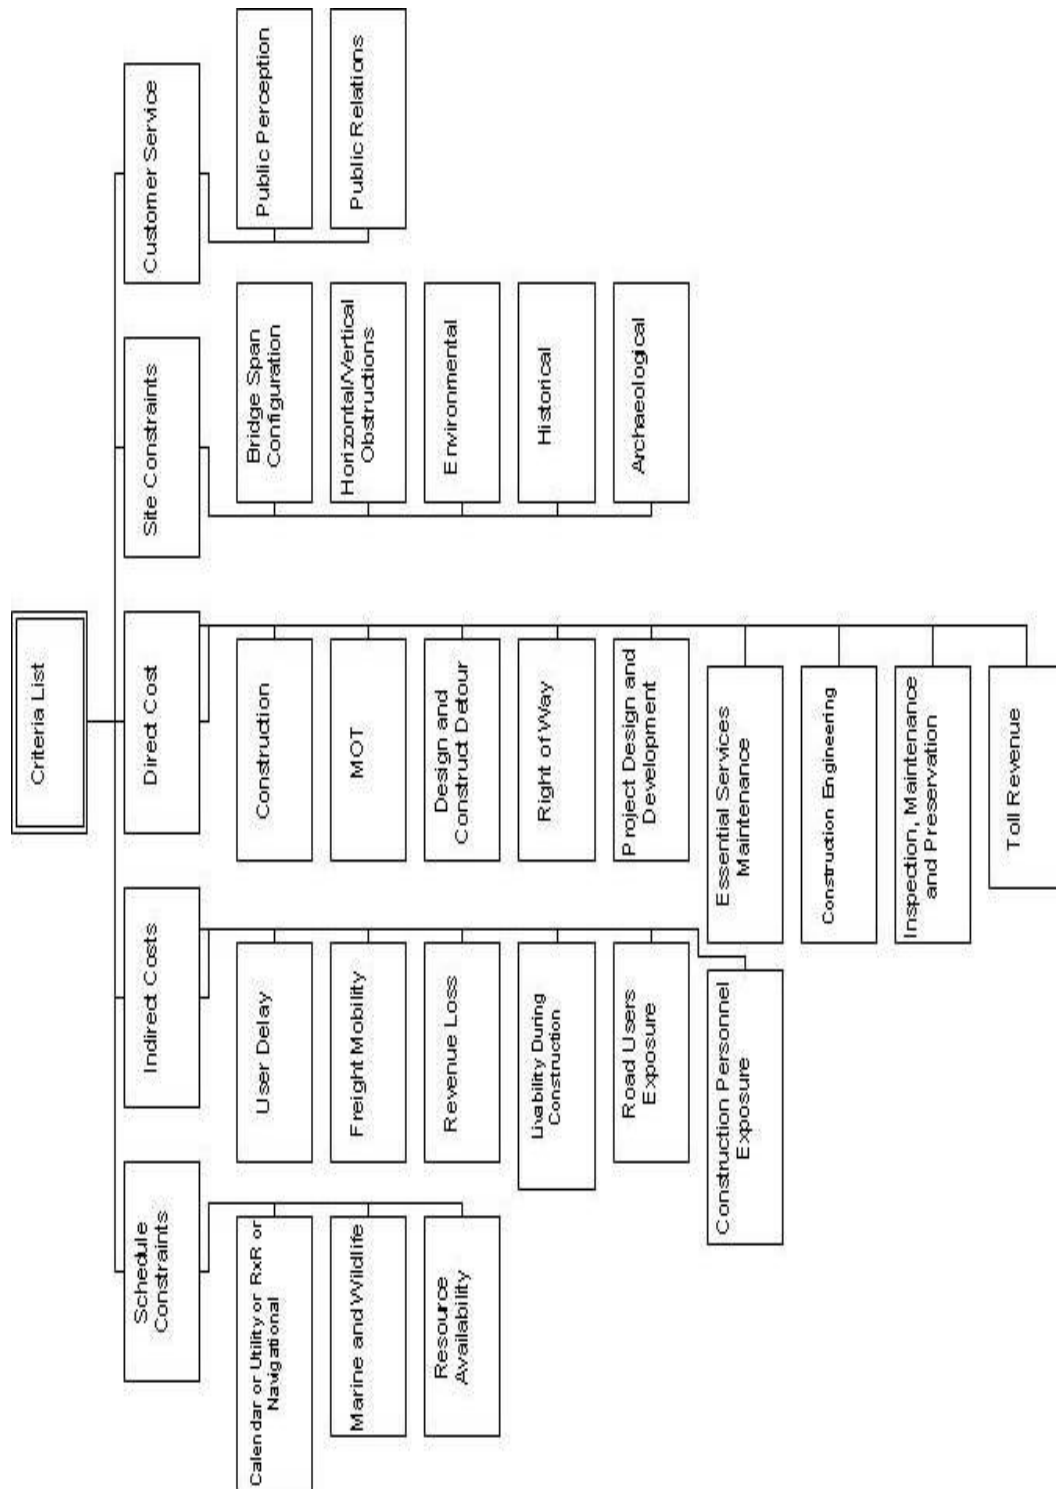 Criteria List
Schedule
Constraints
Indirect Costs
Direct Cost
Site Constraints
Customer Service
Calendar or Utility or RxR or
Navigational
Marine and Wildlife
Resource
Availability
User Delay
Freight Mobility
Revenue Loss
Livability During
Construction
Road Users
Exposure
Construction Personnel
Exposure
Construction
MOT
Design and
Construct Detour
Right of Way
Project Design and
Development
Essential Services
Maintenance
Construction Engineering
Inspection, Maintenance
and Preservation
Toll Revenue
Bridge Span
Configuration
Horizontal/Vertical
Obstructions
Environmental
Historical
Archaeological
Public Perception
Public Relations